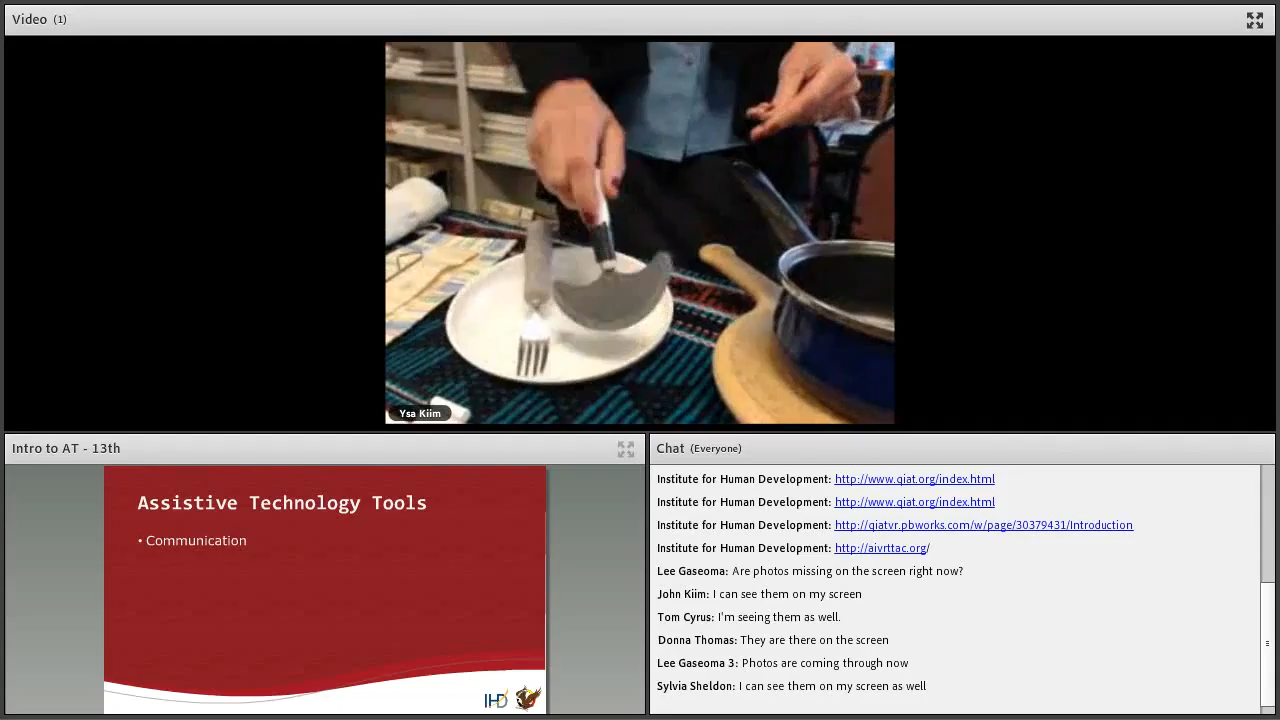 Video (1)
Ysa Kiim
Intro to AT - 13th
Assistive Technology Tools
• Communication
IHD
Chat (Everyone)
Institute for Human Development: http://www.qiat.org/index.html
Institute for Human Development: http://www.qiat.org/index.html
Institute for Human Development: http://qiatvr.pbworks.com/w/page/30379431/Introduction
Institute for Human Development: http://aivrttac.org/
Lee Gaseoma: Are photos missing on the screen right now?
John Kiim: I can see them on my screen
Tom Cyrus: I'm seeing them as well.
Donna Thomas: They are there on the screen
Lee Gaseoma 3: Photos are coming through now
Sylvia Sheldon: I can see them on my screen as well